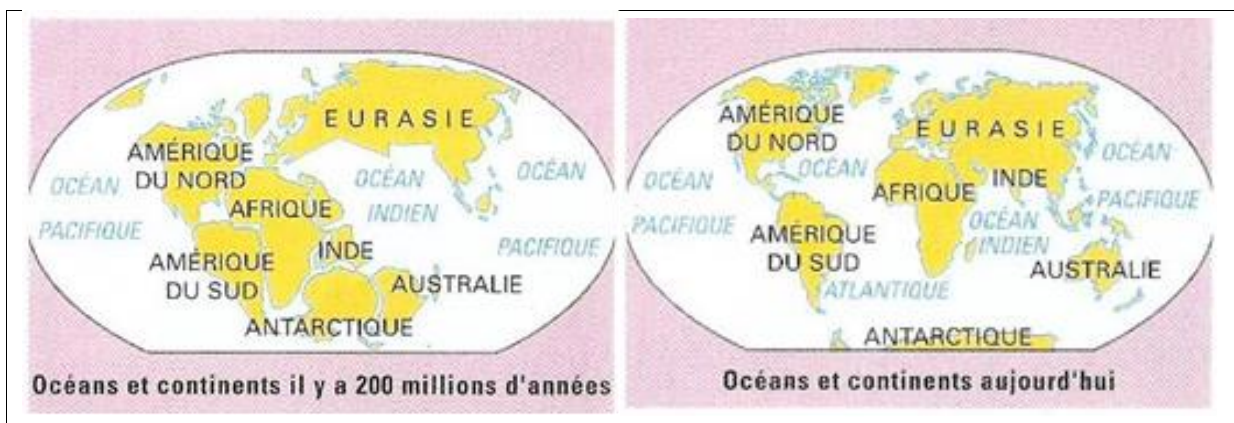 EURASIE
AMÉRIQUE
DU NORD
OCÉAN
PACIFIQUE
OCÉAN
INDIEN
OCÉAN
PACIFIQUE
AFRIQUE
INDE
AMÉRIQUE
DU SUD
AUSTRALIE
ANTARCTIQUE
Océans et continents il y a 200 millions d'années
AMÉRIQUE
DU NORD
EURASIE
OCÉAN
OCÉAN
PACIFIQUE
OCÉAN
PACIFIQUE
AFRIQUE
INDE
OCÉAN
INDIEN
AMÉRIQUE
DU SUD
AUSTRALIE
ATLANTIQUE
ANTARCTIQUE
Océans et continents aujourd'hui